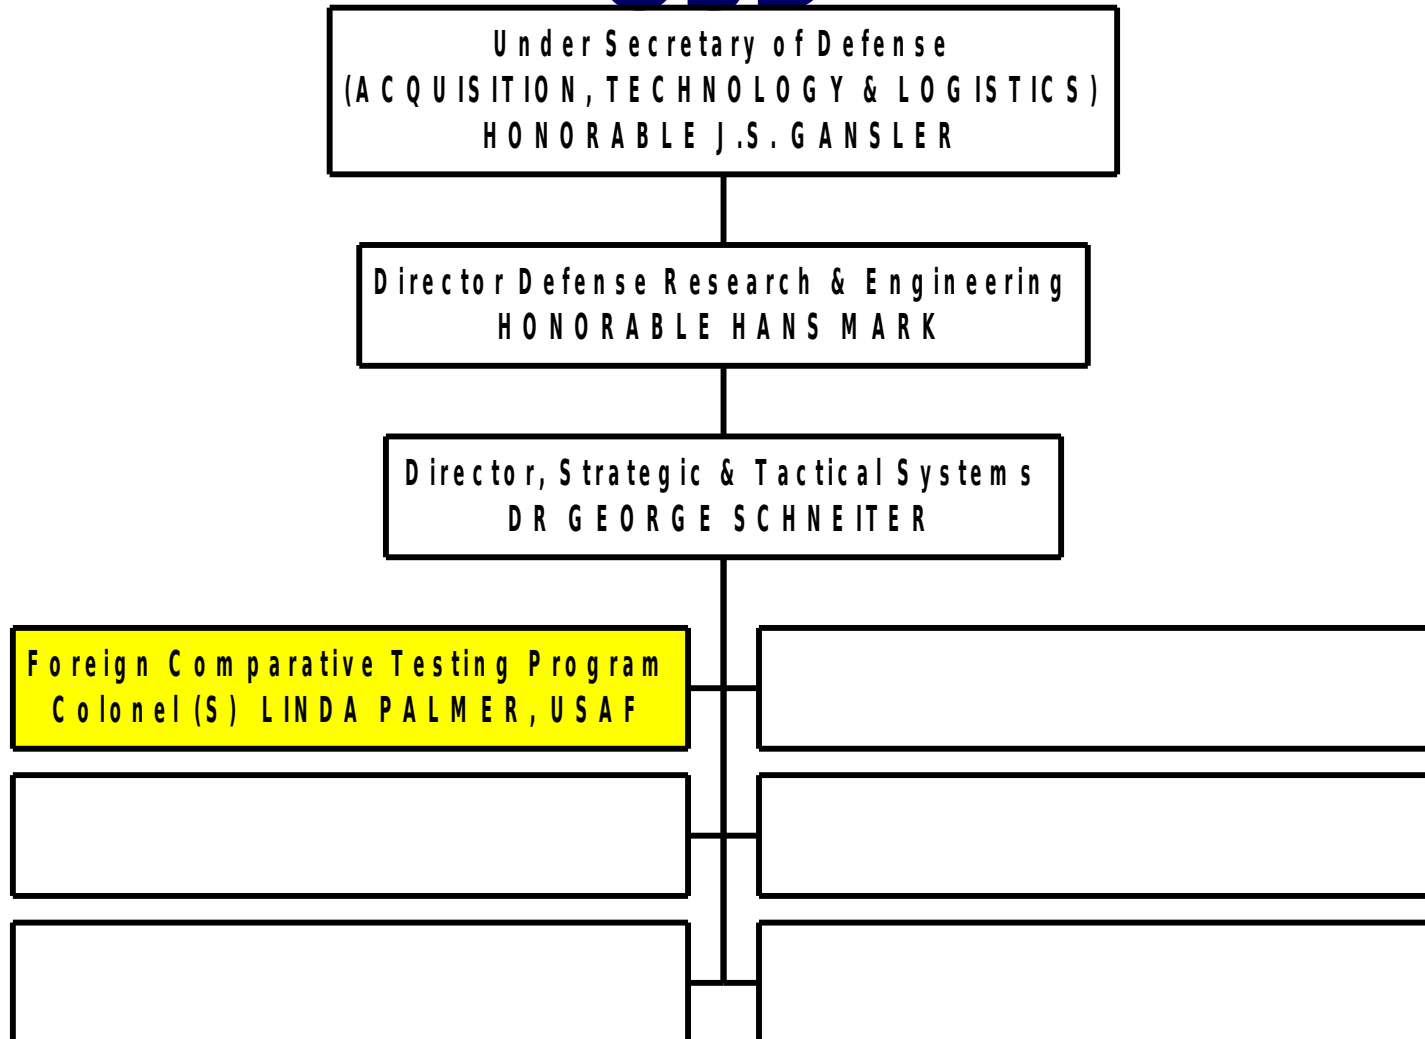 Under Secretary of Defense
(ACQUISITION, TECHNOLOGY & LOGISTICS)
HONORABLE J.S. GANSLER
Director Defense Research & Engineering
HONORABLE HANS MARK
Director, Strategic & Tactical Systems
DR GEORGE SCHNEITER
Foreign Comparative Testing Program
Colonel (S) LINDA PALMER, USAF